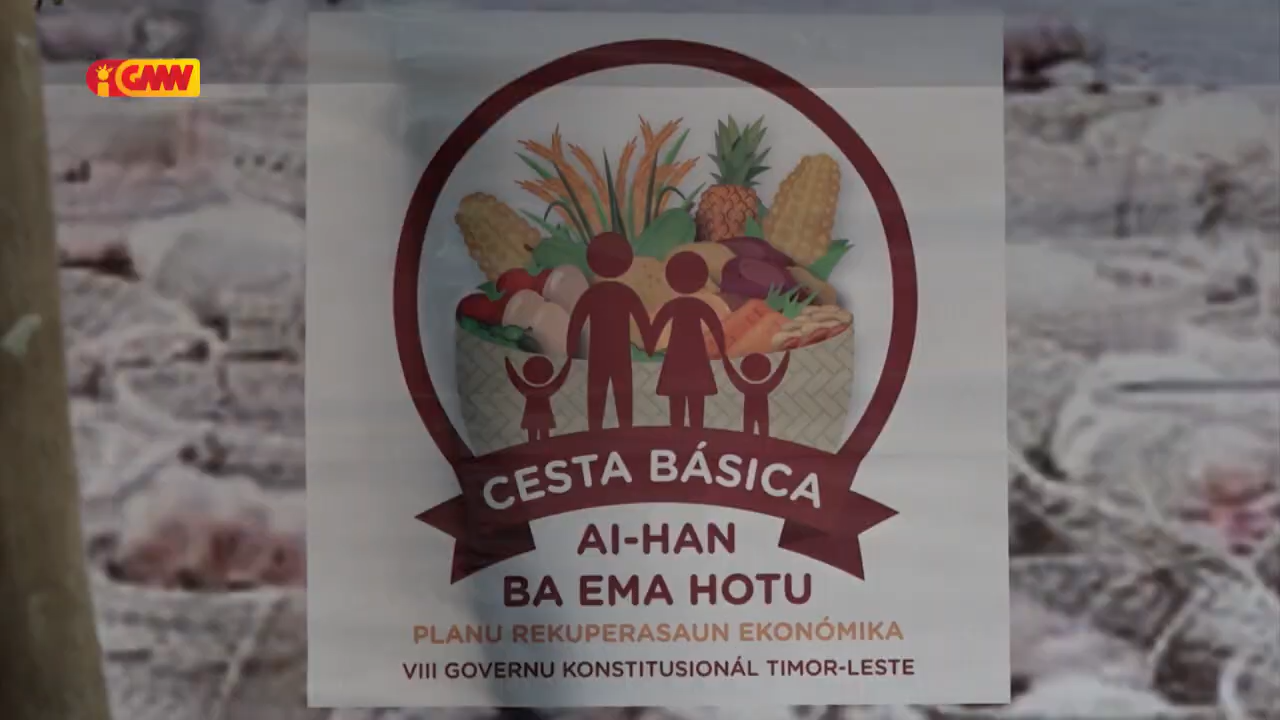 GMN
CESTA BÁSICA
AI-HAN
BA EMA HOTU
PLANU REKUPERASAUN EKONÓMIKA
VIII GOVERNU KONSTITUSIONÁL TIMOR-LESTE